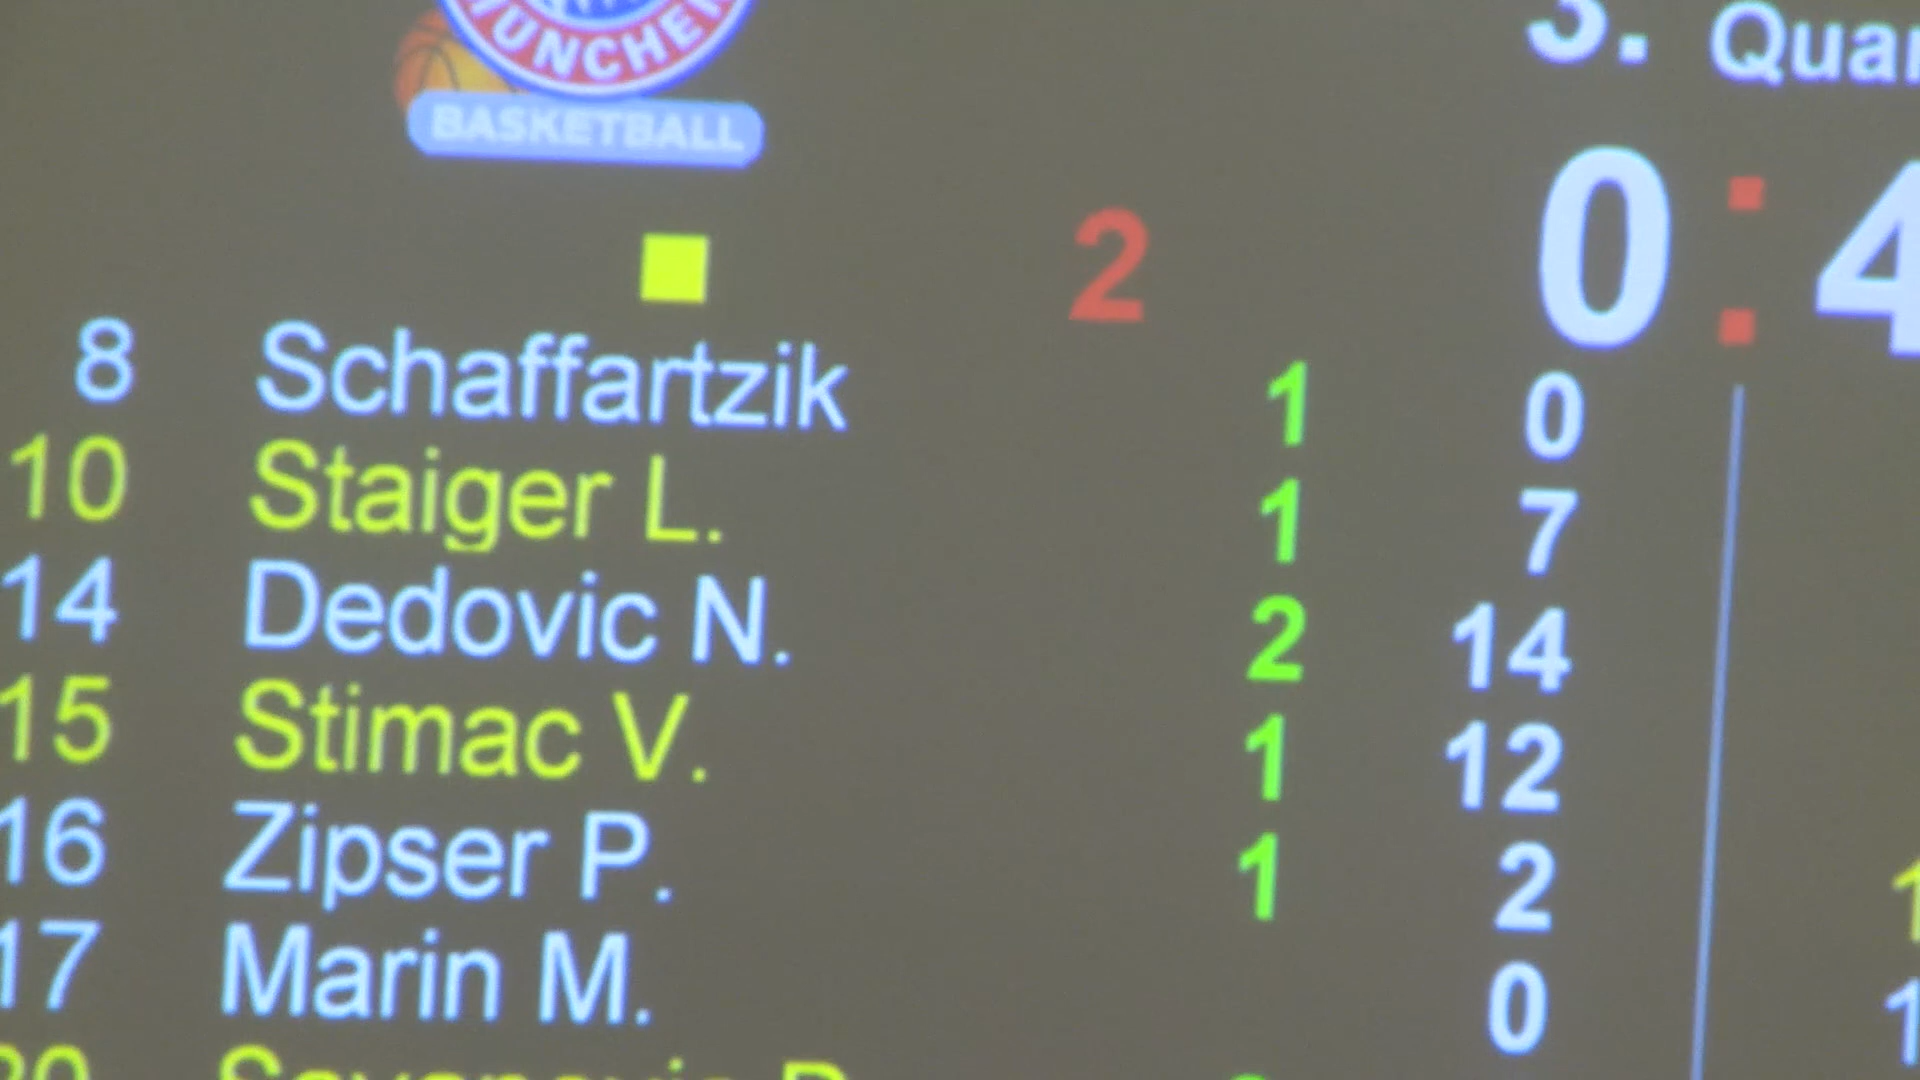 MÜNCHEN
BASKETBALL
3. Quar
2
0 : 4
8 Schaffartzik 1 0
10 Staiger L. 1 7
14 Dedovic N. 2 14
15 Stimac V. 1 12
16 Zipser P. 1 2
17 Marin M. 0